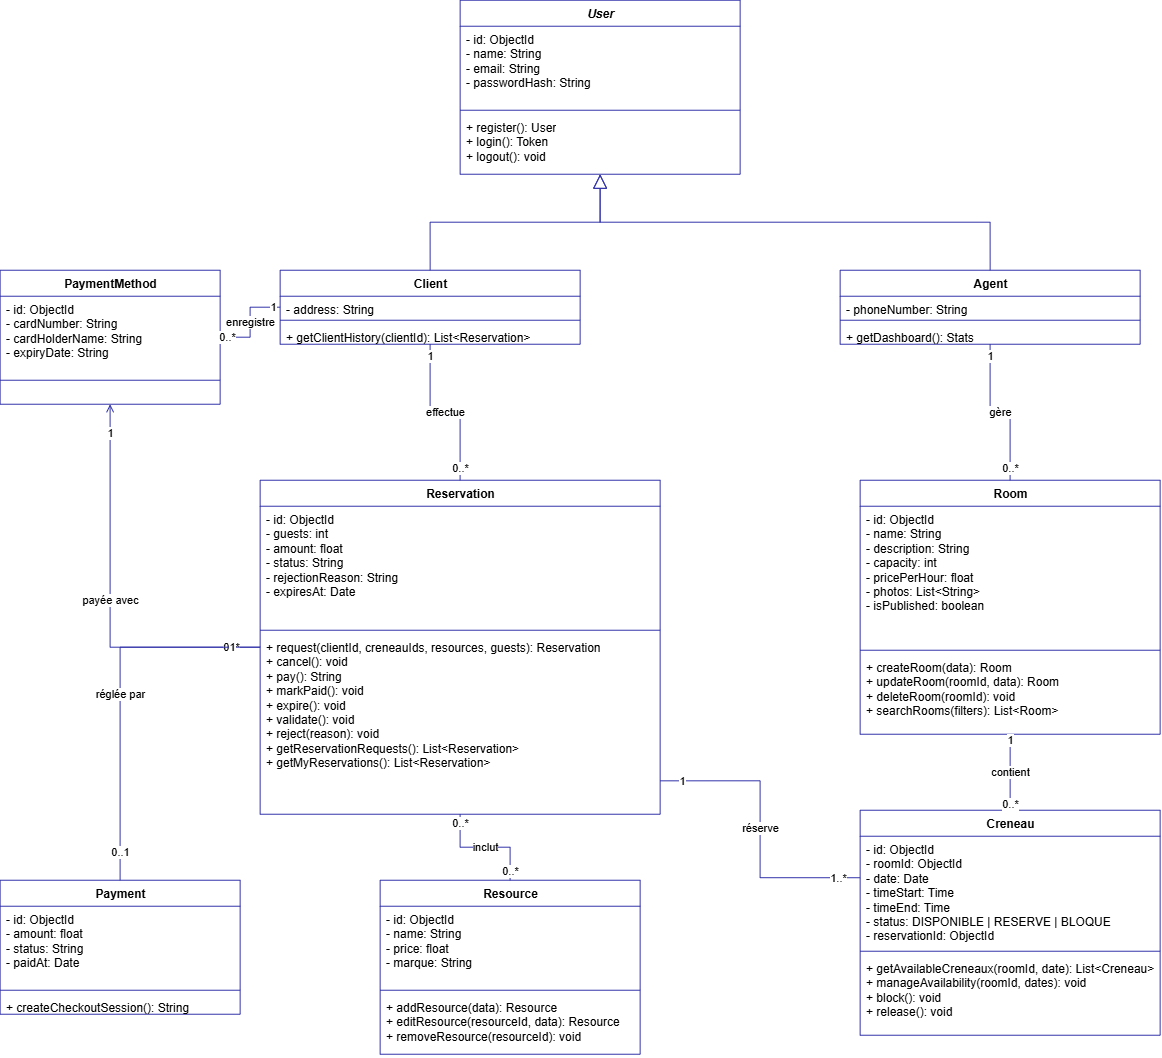 User
- id: ObjectId
- name: String
- email: String
- passwordHash: String
+ register(): User
+ login(): Token
+ logout(): void
PaymentMethod
- id: ObjectId
- cardNumber: String
- cardHolderName: String
- expiryDate: String
1
enregistre
0..*
Client
- address: String
+ getClientHistory(clientId): List<Reservation>
Agent
- phoneNumber: String
+ getDashboard(): Stats
1
effectue
0..*
1
gère
0..*
1
payée avec
Reservation
- id: ObjectId
- guests: int
- amount: float
- status: String
- rejectionReason: String
- expiresAt: Date
+ request(clientId, creneauIds, resources, guests): Reservation
+ cancel(): void
+ pay(): String
+ markPaid(): void
+ expire(): void
+ validate(): void
+ reject(reason): void
+ getReservationRequests(): List<Reservation>
+ getMyReservations(): List<Reservation>
Room
- id: ObjectId
- name: String
- description: String
- capacity: int
- pricePerHour: float
- photos: List<String>
- isPublished: boolean
+ createRoom(data): Room
+ updateRoom(roomId, data): Room
+ deleteRoom(roomId): void
+ searchRooms(filters): List<Room>
réglée par
0..1
1
contient
0..*
1
réserve
1..*
0..*
inclut
0..*
Payment
- id: ObjectId
- amount: float
- status: String
- paidAt: Date
+ createCheckoutSession(): String
Resource
- id: ObjectId
- name: String
- price: float
- marque: String
+ addResource(data): Resource
+ editResource(resourceId, data): Resource
+ removeResource(resourceId): void
Creneau
- id: ObjectId
- roomId: ObjectId
- date: Date
- timeStart: Time
- timeEnd: Time
- status: DISPONIBLE | RESERVE | BLOQUE
- reservationId: ObjectId
+ getAvailableCreneaux(roomId, date): List<Creneau>
+ manageAvailability(roomId, dates): void
+ block(): void
+ release(): void